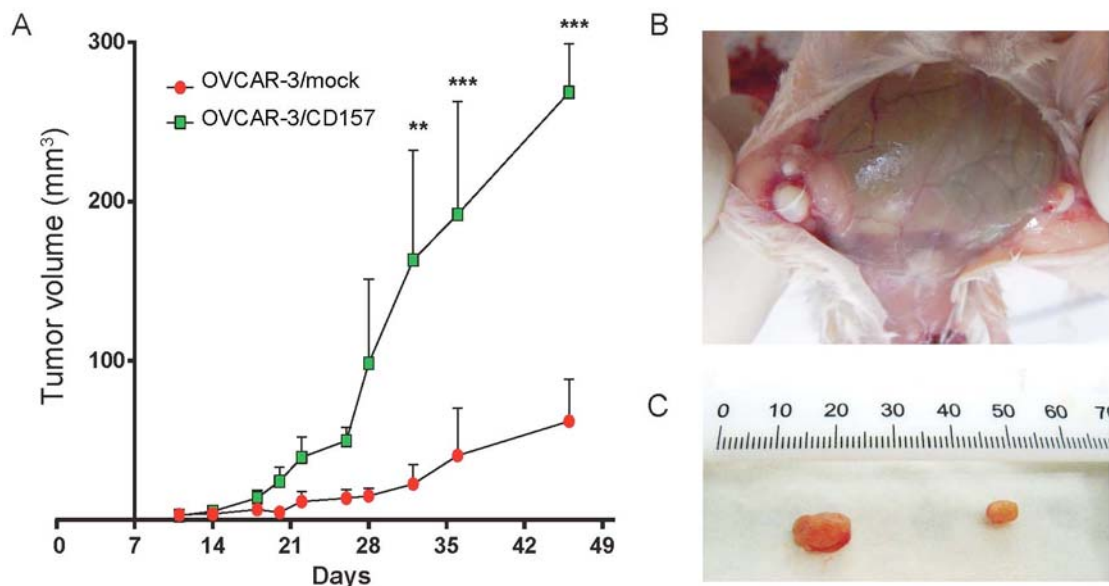 A
300
***
OVCAR-3/mock
***
OVCAR-3/CD157
**
Tumor volume (mm³)
200
100
0 7 14 21 28 35 42 49
Days
B
C
0 10 20 30 40 50 60 70